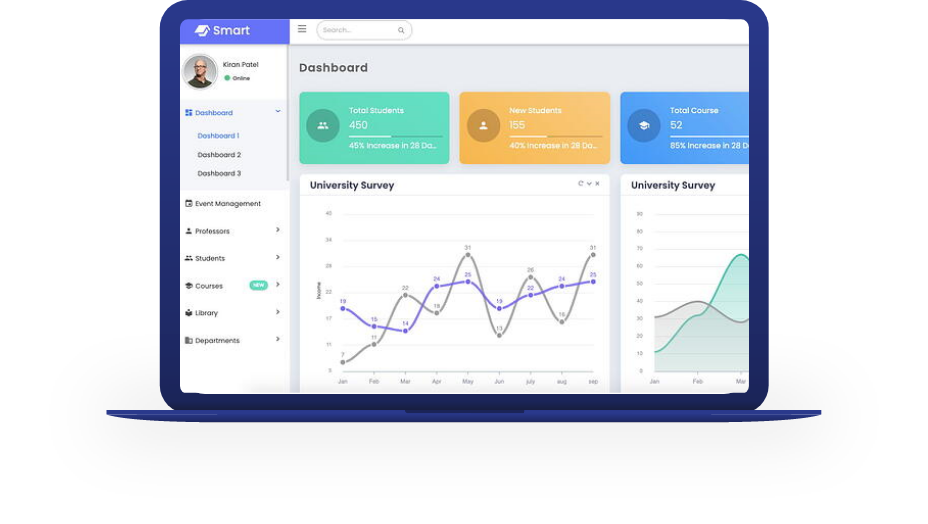 Smart
Search...
Kiran Patel
Online
Dashboard
Dashboard 1
Dashboard 2
Dashboard 3
Event Management
Professors
Students
Courses
NEW
Library
Departments
Dashboard
Total Students
450
45% Increase in 28 Da...
New Students
155
40% Increase in 28 Da...
Total Course
52
85% Increase in 28 D
University Survey
40
34
28
22
17
11
5
Income
19
15
14
24
25
19
22
24
25
7
11
22
18
31
13
26
16
31
Jan
Feb
Mar
Apr
May
Jun
july
aug
sep
University Survey
90
80
70
60
50
40
30
20
10
0
Jan
Feb
Mar